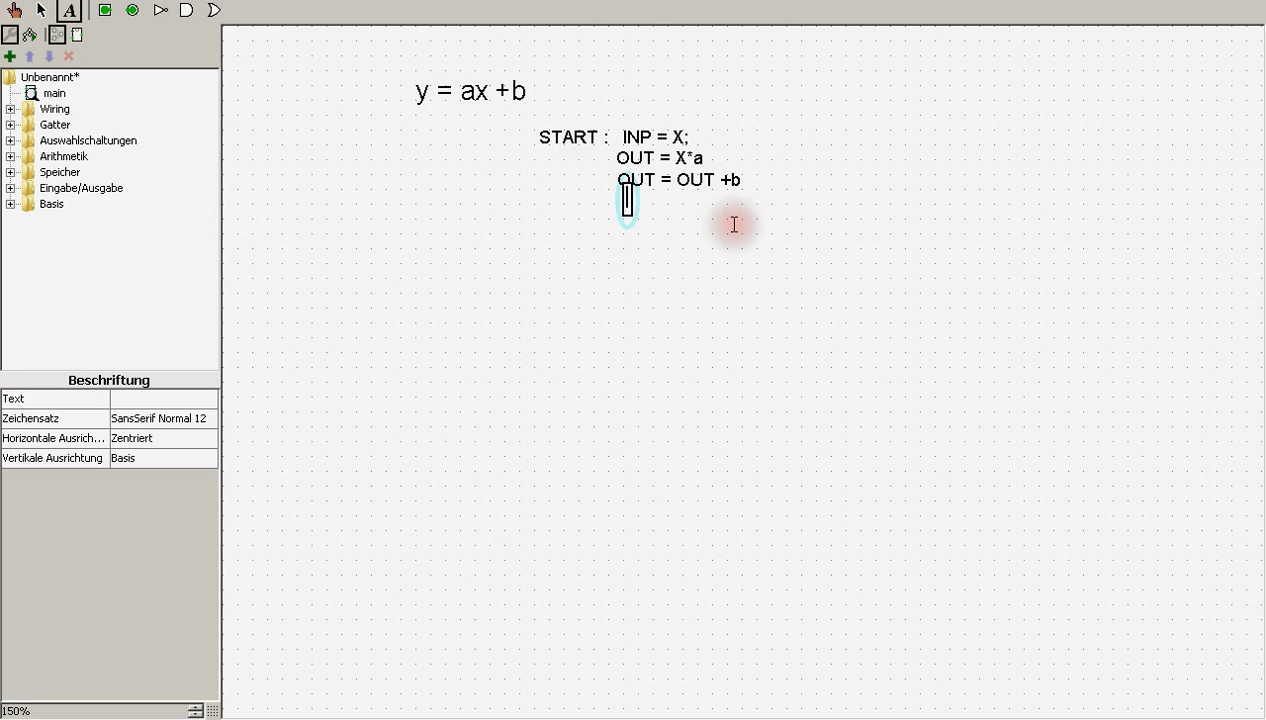 A
Unbenannt*
main
Wiring
Gatter
Auswahlschaltungen
Arithmetik
Speicher
Eingabe/Ausgabe
Basis
Beschriftung
Text
Zeichensatz SansSerif Normal 12
Horizontale Ausrich... Zentriert
Vertikale Ausrichtung Basis
150%
y = ax +b
START : INP = X;
OUT = X*a
OUT = OUT +b